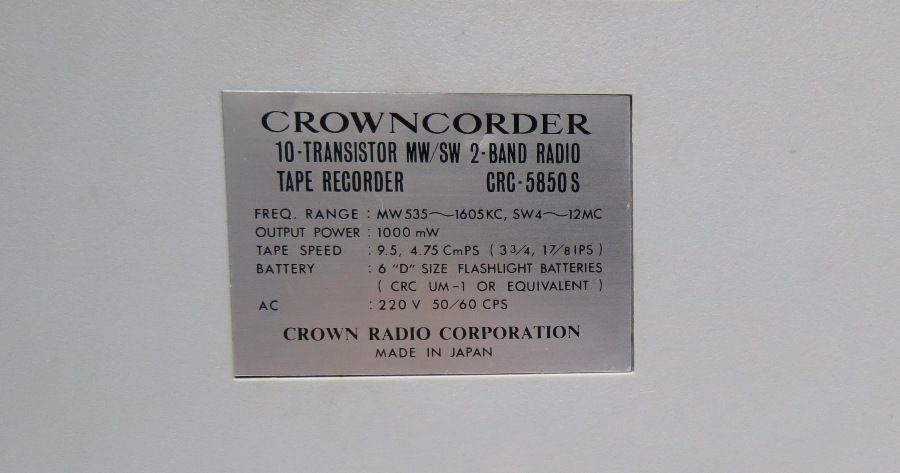 CROWNCORDER
10-TRANSISTOR MW/SW 2-BAND RADIO
TAPE RECORDER CRC-5850S
FREQ. RANGE : MW 535～1605KC, SW4～12MC
OUTPUT POWER : 1000 mW
TAPE SPEED : 9.5, 4.75 CmPS ( 3 3/4, 1 7/8 IPS )
BATTERY : 6 "D" SIZE FLASHLIGHT BATTERIES
( CRC UM-1 OR EQUIVALENT )
AC : 220 V 50/60 CPS
CROWN RADIO CORPORATION
MADE IN JAPAN